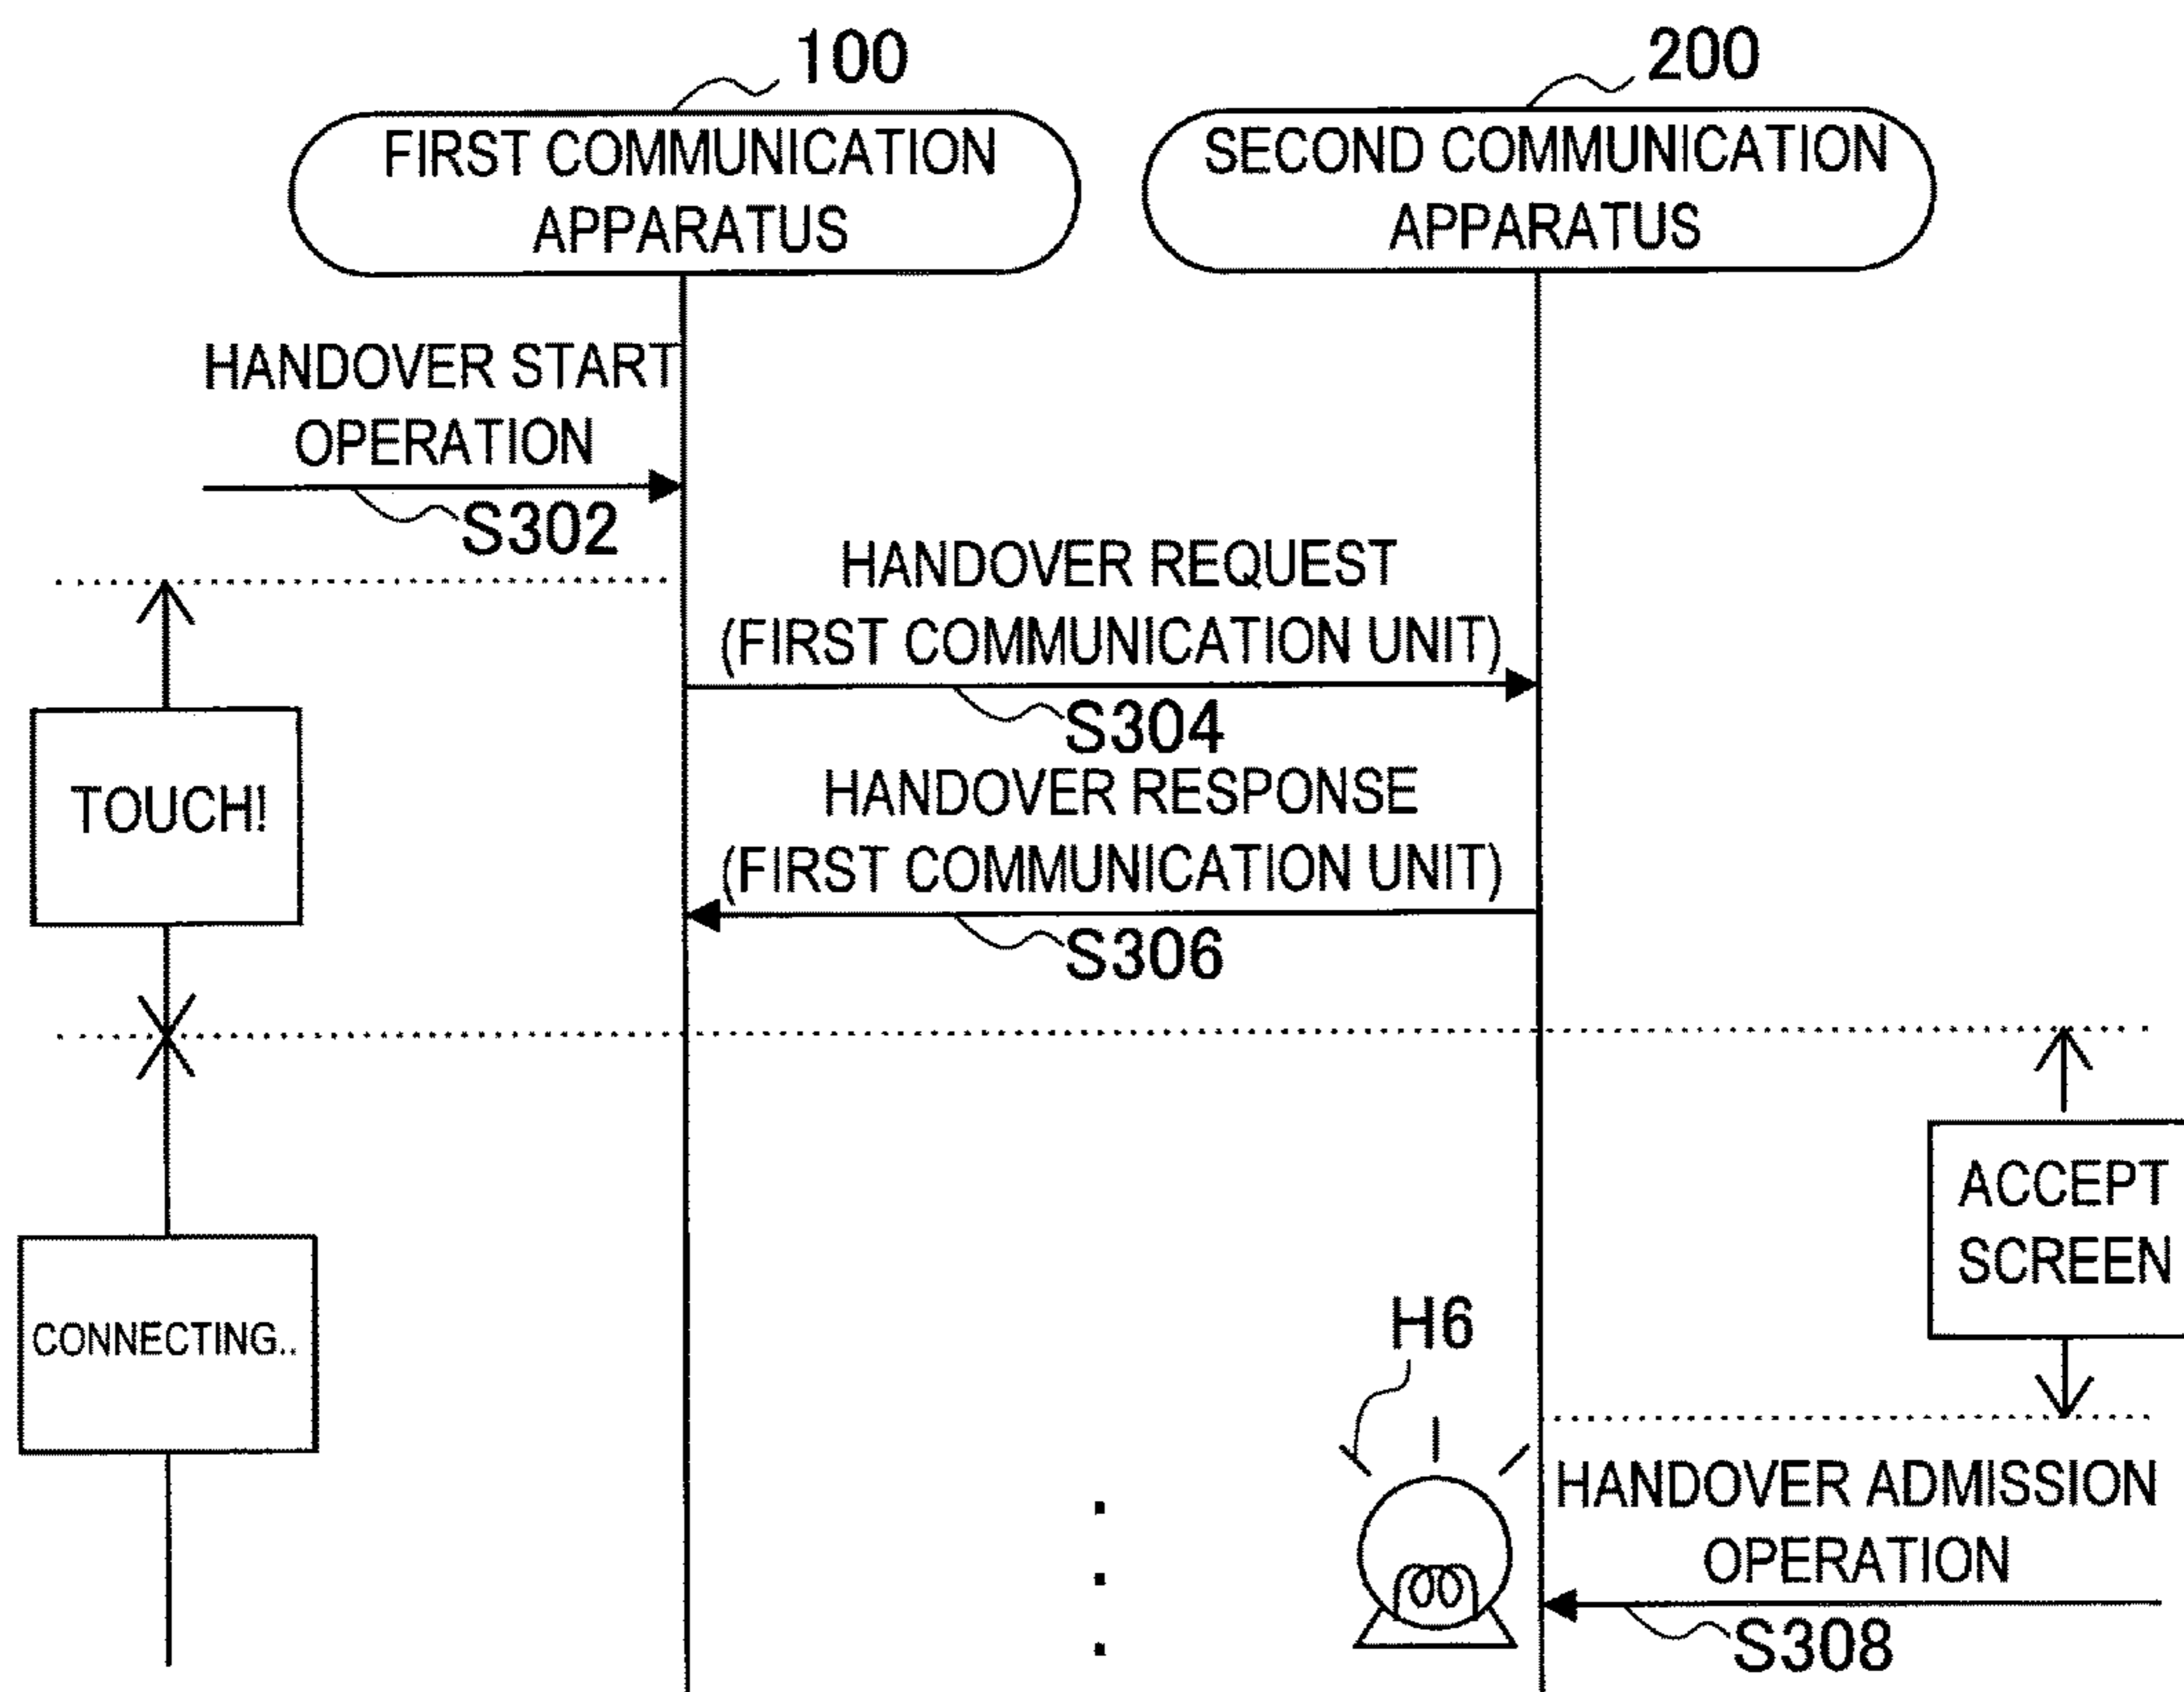 100
200
FIRST COMMUNICATION
APPARATUS
SECOND COMMUNICATION
APPARATUS
HANDOVER START
OPERATION
S302
HANDOVER REQUEST
(FIRST COMMUNICATION UNIT)
S304
TOUCH!
HANDOVER RESPONSE
(FIRST COMMUNICATION UNIT)
S306
ACCEPT
SCREEN
CONNECTING..
H6
HANDOVER ADMISSION
OPERATION
S308